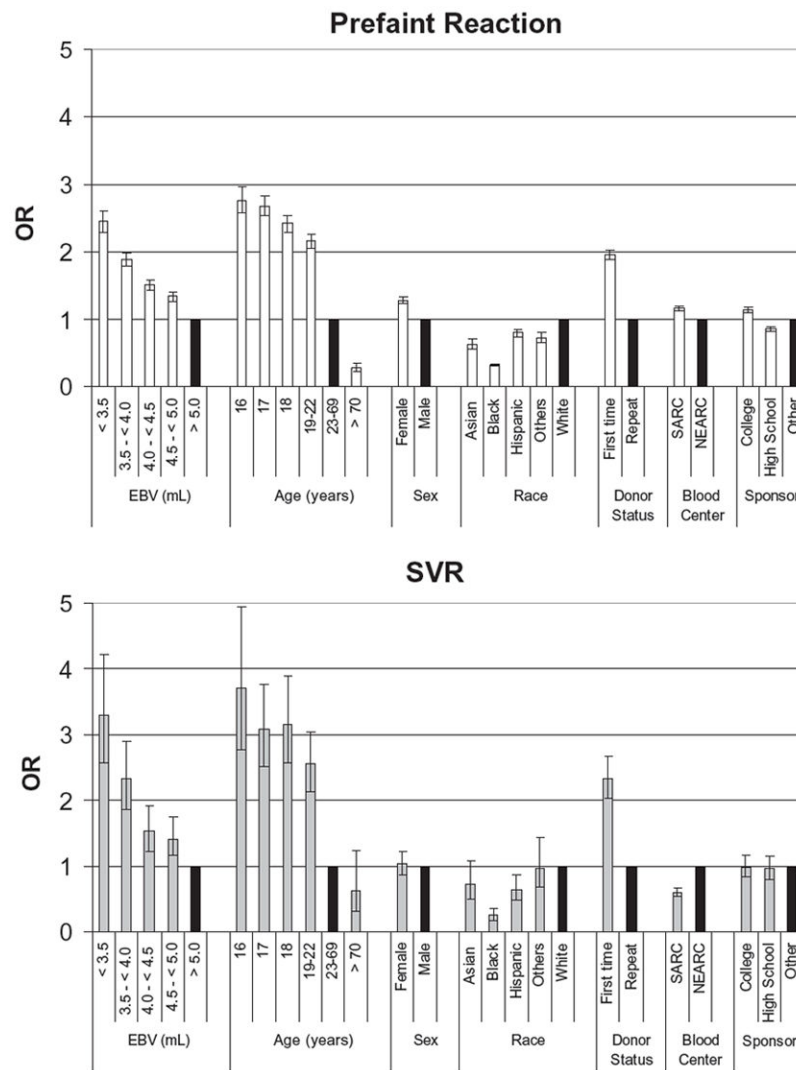 Prefaint Reaction
5
4
3
2
1
0
OR
< 3.5
3.5 - < 4.0
4.0 - < 4.5
4.5 - < 5.0
> 5.0
16
17
18
19-22
23-69
> 70
Female
Male
Asian
Black
Hispanic
Others
White
First time
Repeat
SARC
NEARC
College
High School
Other
EBV (mL)
Age (years)
Sex
Race
Donor Status
Blood Center
Sponsor
SVR
5
4
3
2
1
0
OR
< 3.5
3.5 - < 4.0
4.0 - < 4.5
4.5 - < 5.0
> 5.0
16
17
18
19-22
23-69
> 70
Female
Male
Asian
Black
Hispanic
Others
White
First time
Repeat
SARC
NEARC
College
High School
Other
EBV (mL)
Age (years)
Sex
Race
Donor Status
Blood Center
Sponsor